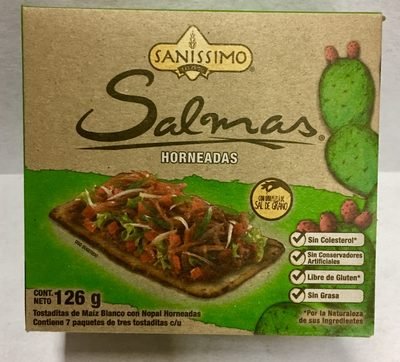 SANISSIMO
Salmas
HORNEADAS
CON UNA PIZCA DE
SAL DE GRANO
Sin Colesterol*
Sin Conservadores
Artificiales
Libre de Gluten*
Sin Grasa
*Por la Naturaleza
de sus Ingredientes
CONT.
NETO 126 g
Tostaditas de Maíz Blanco con Nopal Horneadas
Contiene 7 paquetes de tres tostaditas c/u